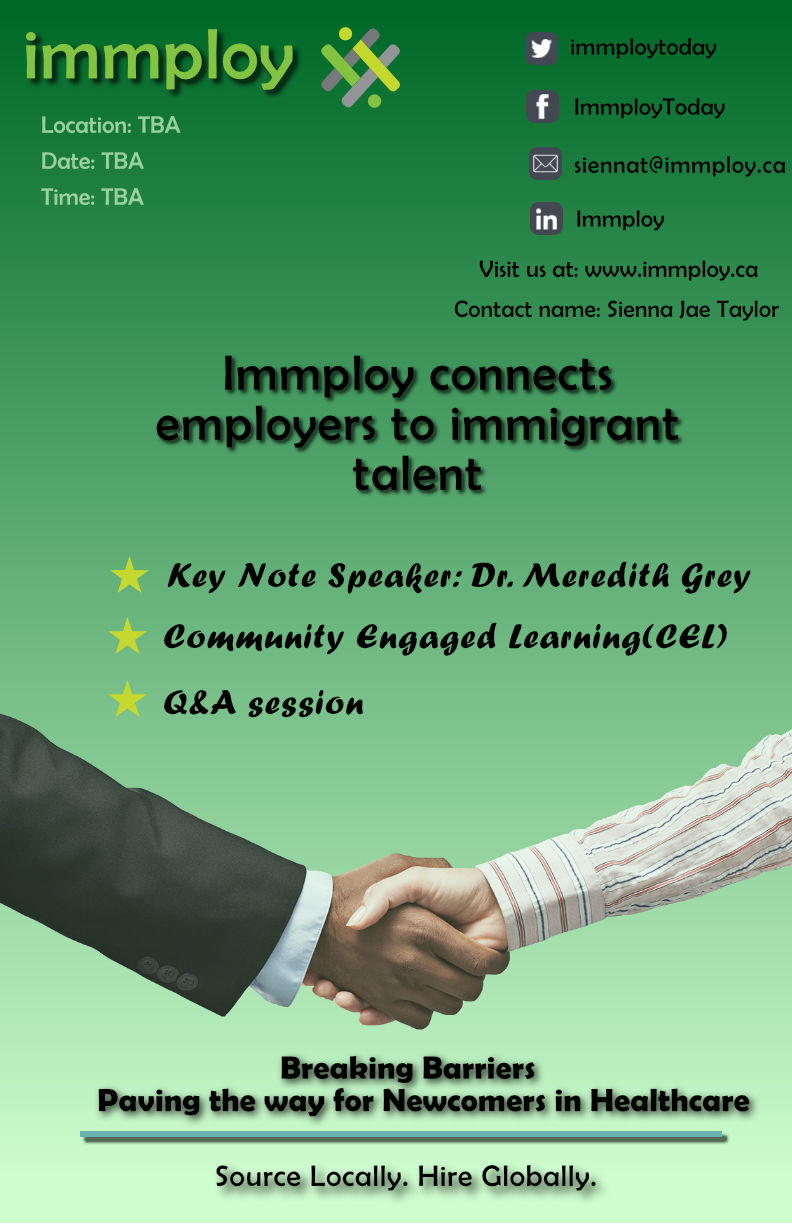 immploy
Location: TBA
Date: TBA
Time: TBA
immploytoday
ImmployToday
siennat@immploy.ca
Immploy
Visit us at: www.immploy.ca
Contact name: Sienna Jae Taylor
Immploy connects
employers to immigrant
talent
Key Note Speaker: Dr. Meredith Grey
Community Engaged Learning(CEL)
Q&A session
Breaking Barriers
Paving the way for Newcomers in Healthcare
Source Locally. Hire Globally.